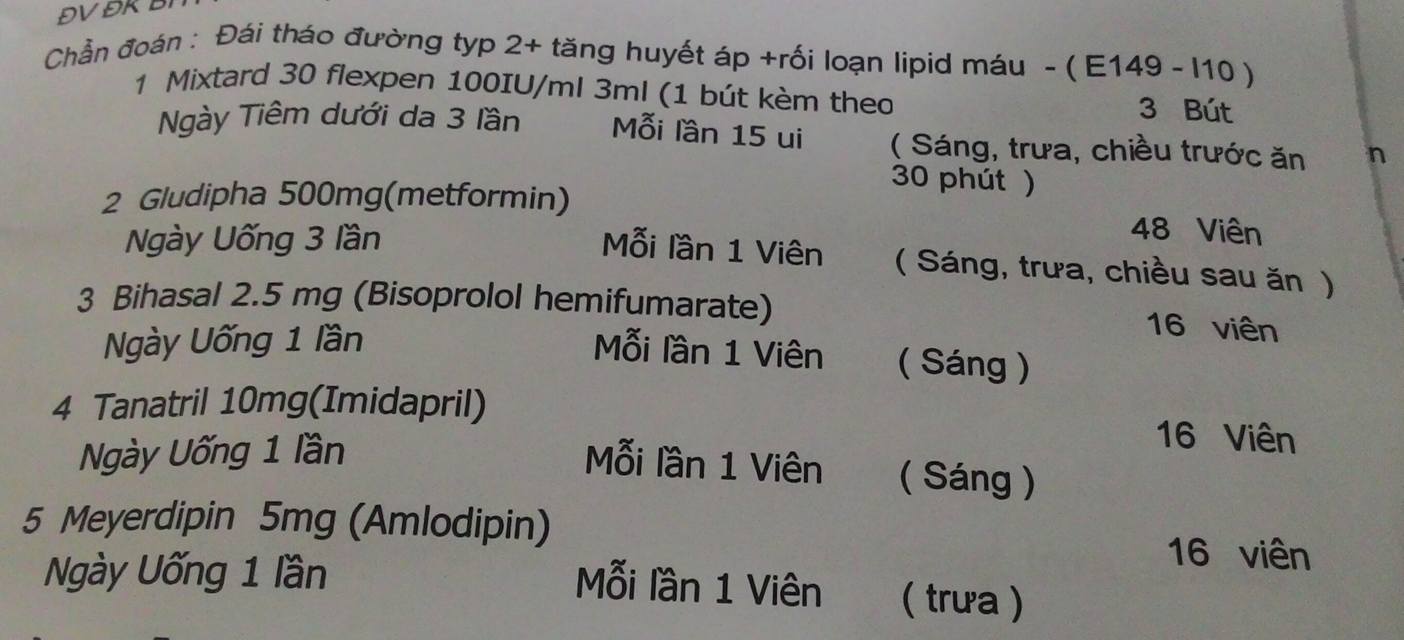 ĐV ĐK
Chẩn đoán : Đái tháo đường typ 2+ tăng huyết áp +rối loạn lipid máu - ( E149 - I10 )
1 Mixtard 30 flexpen 100IU/ml 3ml (1 bút kèm theo 3 Bút
Ngày Tiêm dưới da 3 lần Mỗi lần 15 ui ( Sáng, trưa, chiều trước ăn n
30 phút )
2 Gludipha 500mg(metformin) 48 Viên
Ngày Uống 3 lần Mỗi lần 1 Viên ( Sáng, trưa, chiều sau ăn )
3 Bihasal 2.5 mg (Bisoprolol hemifumarate) 16 viên
Ngày Uống 1 lần Mỗi lần 1 Viên ( Sáng )
4 Tanatril 10mg(Imidapril) 16 Viên
Ngày Uống 1 lần Mỗi lần 1 Viên ( Sáng )
5 Meyerdipin 5mg (Amlodipin) 16 viên
Ngày Uống 1 lần Mỗi lần 1 Viên ( trưa )